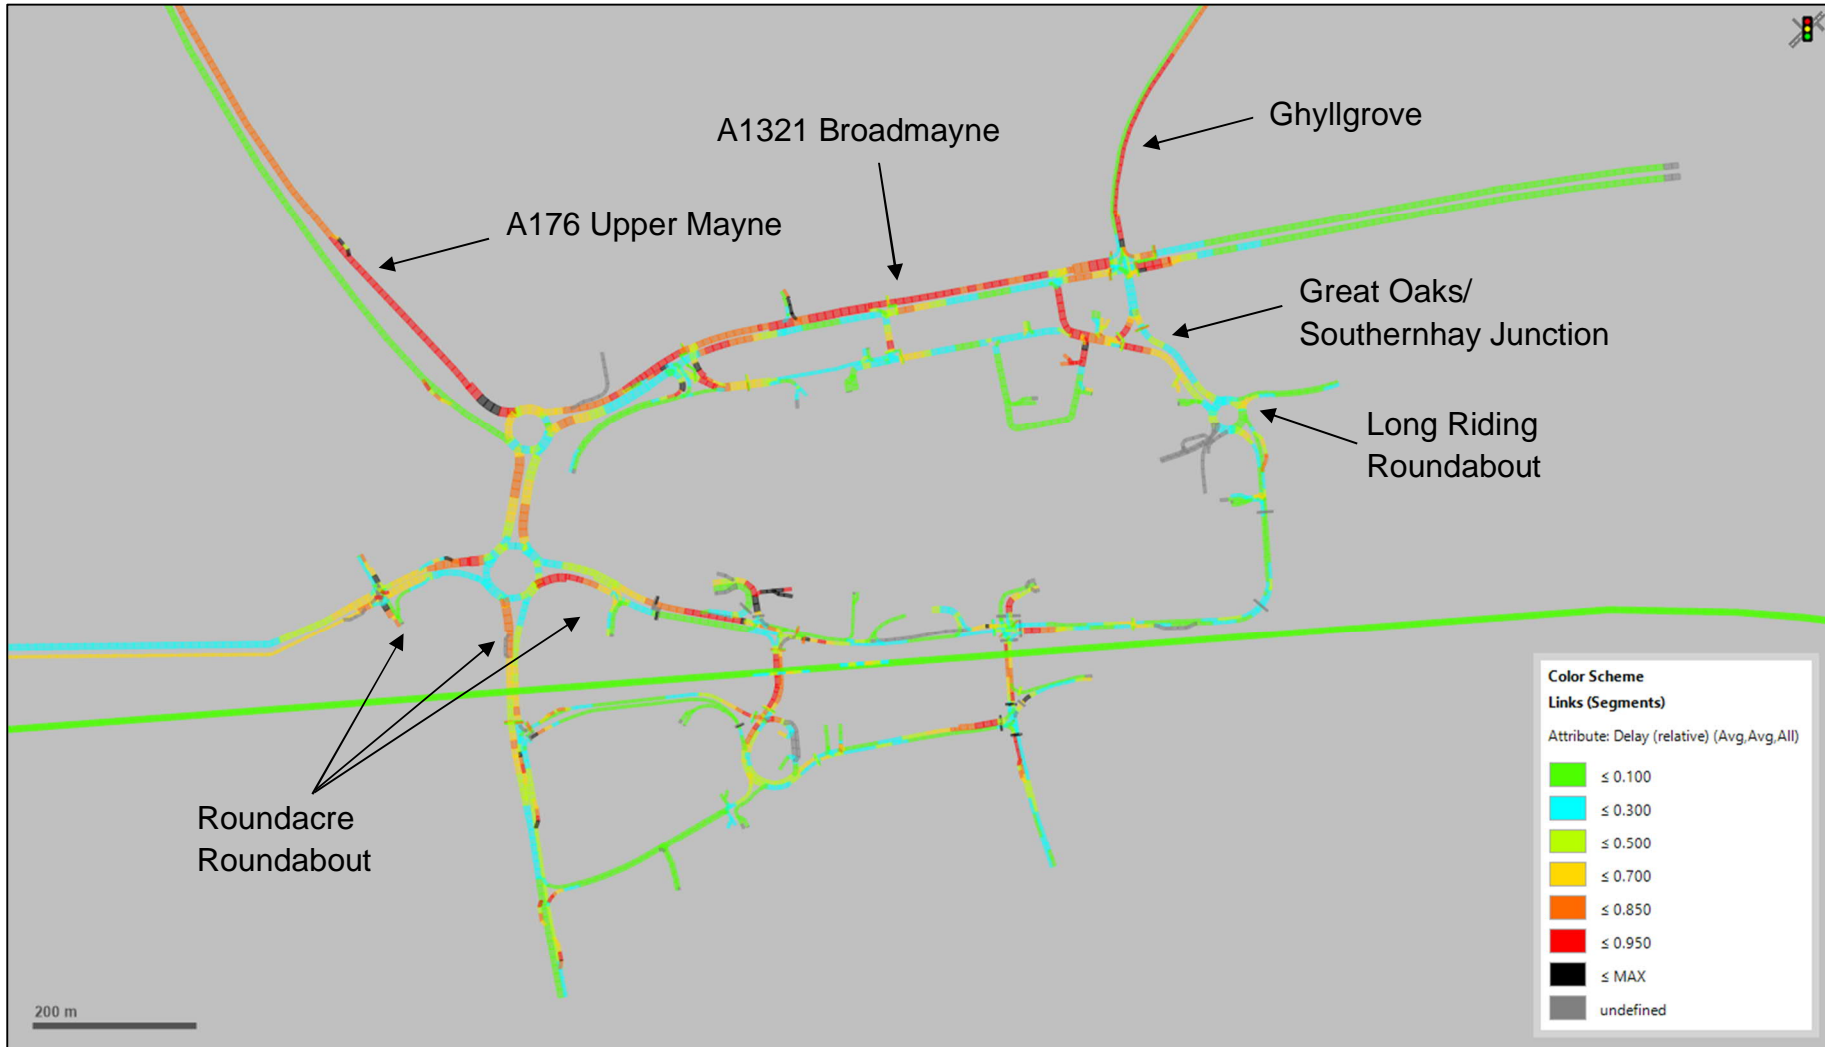 Ghyllgrove
A1321 Broadmayne
A176 Upper Mayne
Great Oaks/
Southernhay Junction
Long Riding
Roundabout
Roundacre
Roundabout
200 m
Color Scheme
Links (Segments)
Attribute: Delay (relative) (Avg,Avg,All)
≤ 0.100
≤ 0.300
≤ 0.500
≤ 0.700
≤ 0.850
≤ 0.950
≤ MAX
undefined